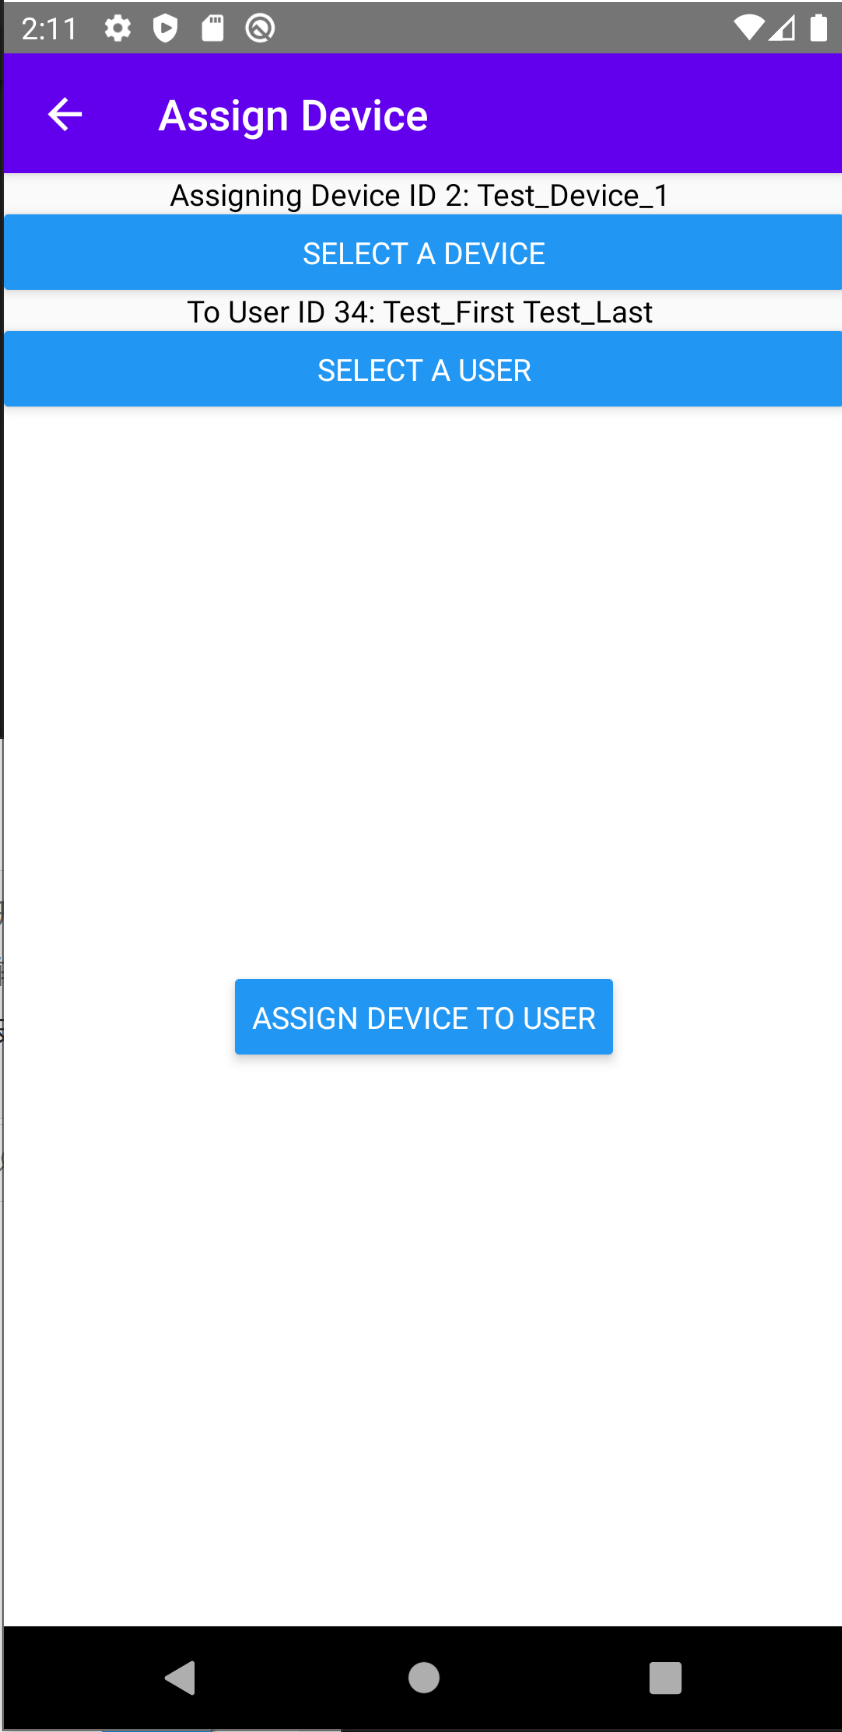 2:11
Assign Device
Assigning Device ID 2: Test_Device_1
SELECT A DEVICE
To User ID 34: Test_First Test_Last
SELECT A USER
ASSIGN DEVICE TO USER